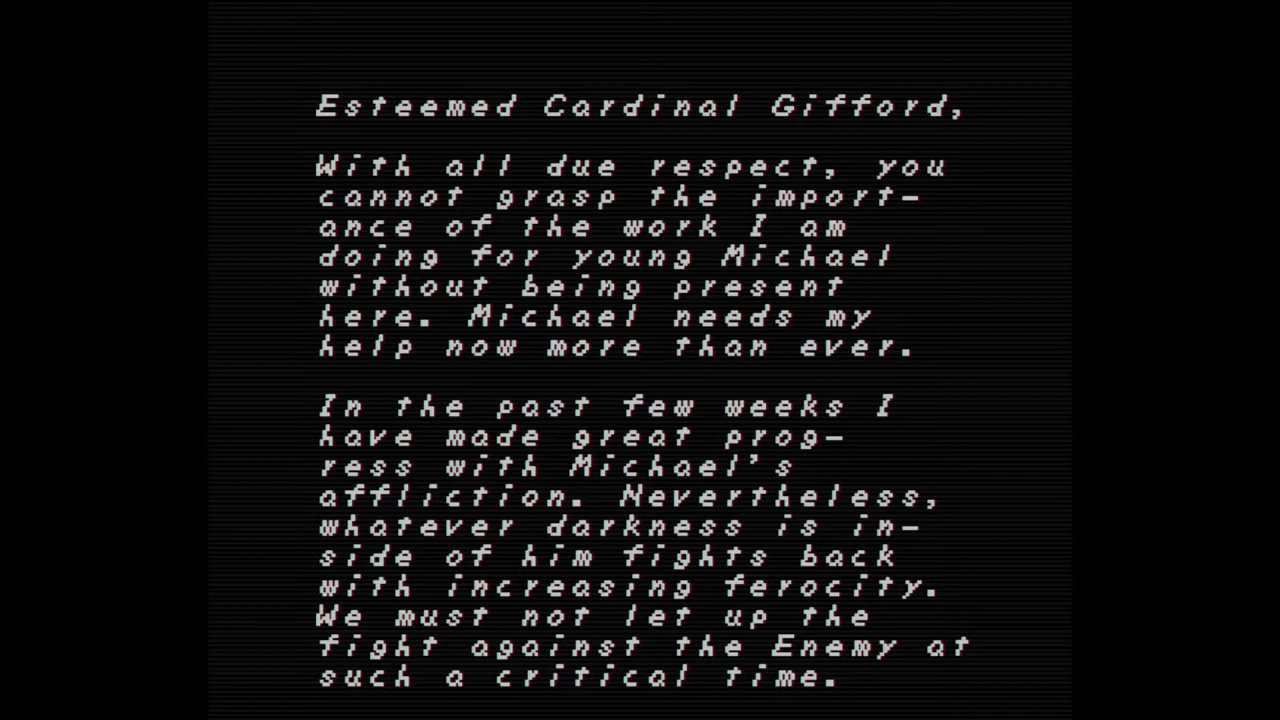 Esteemed Cardinal Gifford,
With all due respect, you
cannot grasp the import-
ance of the work I am
doing for young Michael
without being present
here. Michael needs my
help now more than ever.
In the past few weeks I
have made great prog-
ress with Michael's
affliction. Nevertheless,
whatever darkness is in-
side of him fights back
with increasing ferocity.
We must not let up the
fight against the Enemy at
such a critical time.